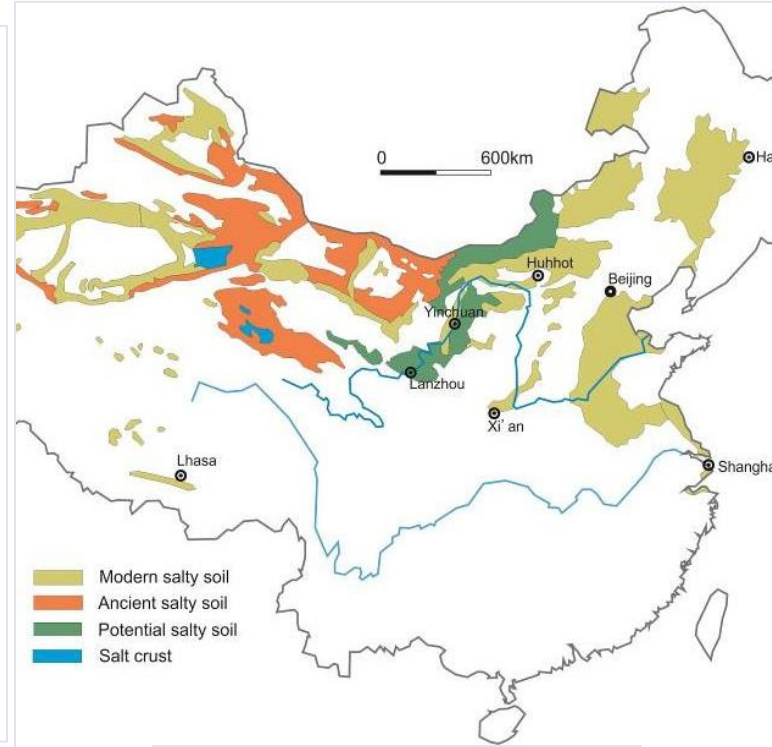 0 600km
Ha
Huhhot
Beijing
Yinchuan
Lanzhou
Xi' an
Lhasa
Shangha
Modern salty soil
Ancient salty soil
Potential salty soil
Salt crust